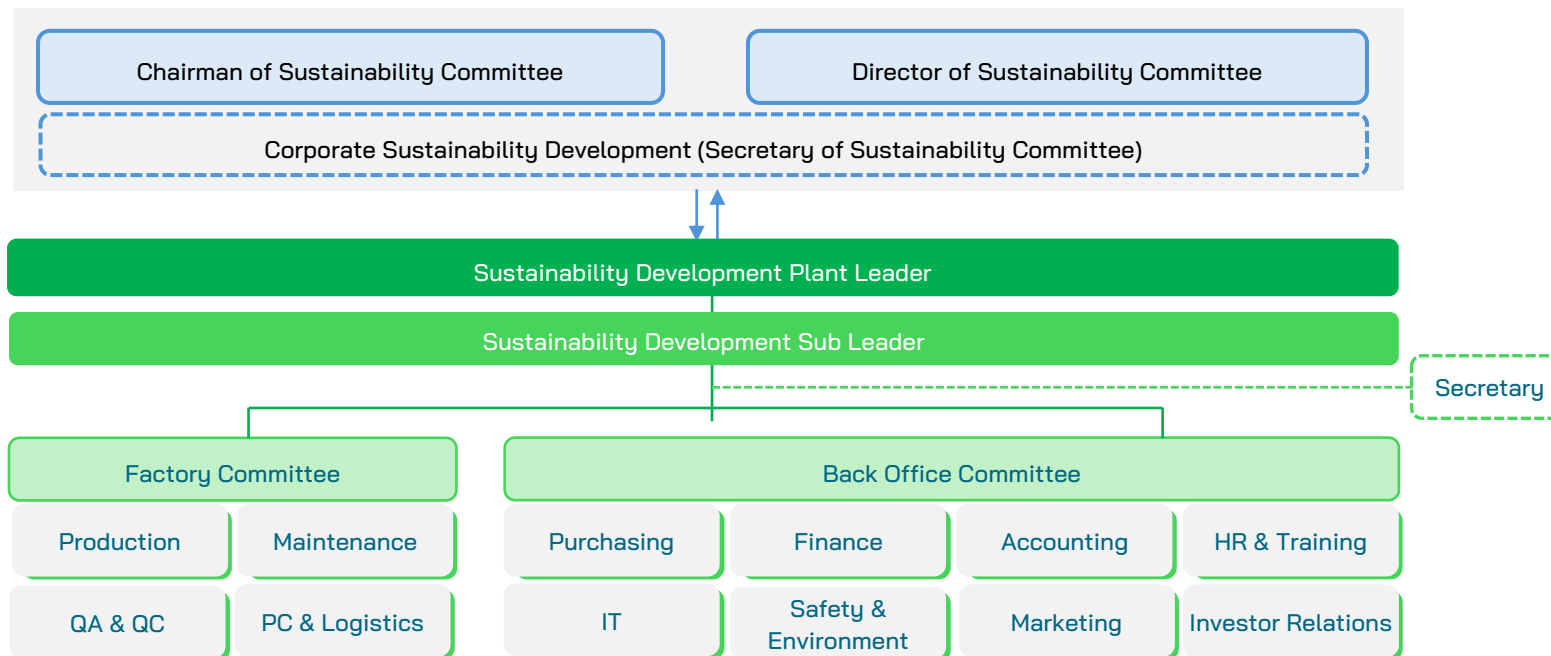 Chairman of Sustainability Committee
Director of Sustainability Committee
Corporate Sustainability Development (Secretary of Sustainability Committee)
Sustainability Development Plant Leader
Sustainability Development Sub Leader
Secretary
Factory Committee
Back Office Committee
Production
Maintenance
Purchasing
Finance
Accounting
HR & Training
QA & QC
PC & Logistics
IT
Safety &
Environment
Marketing
Investor Relations